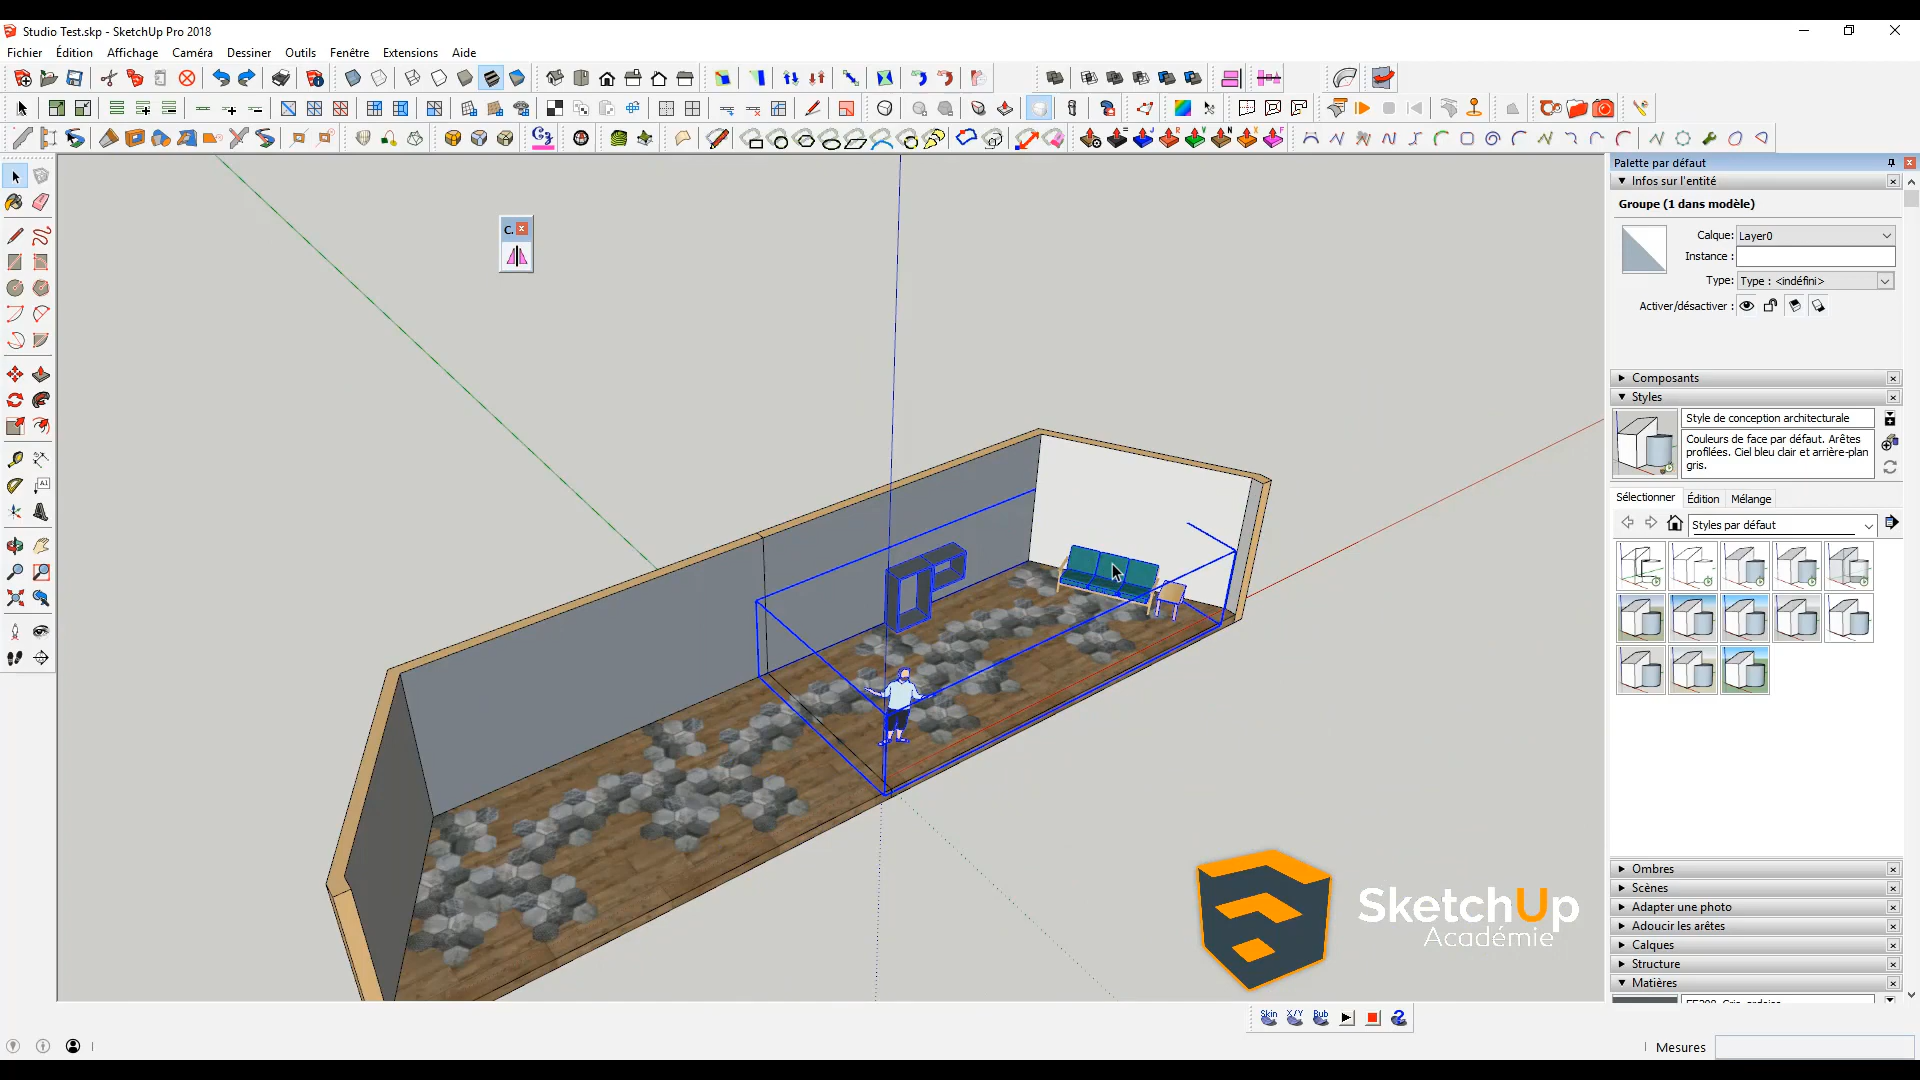 Studio Test.skp - SketchUp Pro 2018
Fichier Édition Affichage Caméra Dessiner Outils Fenêtre Extensions Aide
C.
A1
Palette par défaut
Infos sur l'entité
Groupe (1 dans modèle)
Calque: Layer0
Instance :
Type: Type : <indéfini>
Activer/désactiver :
Composants
Styles
Style de conception architecturale
Couleurs de face par défaut. Arêtes
profilées. Ciel bleu clair et arrière-plan
gris.
Sélectionner Édition Mélange
Styles par défaut
Ombres
Scènes
Adapter une photo
Adoucir les arêtes
Calques
Structure
Matières
SketchUp
Académie
Skin X/Y Bub
Mesures